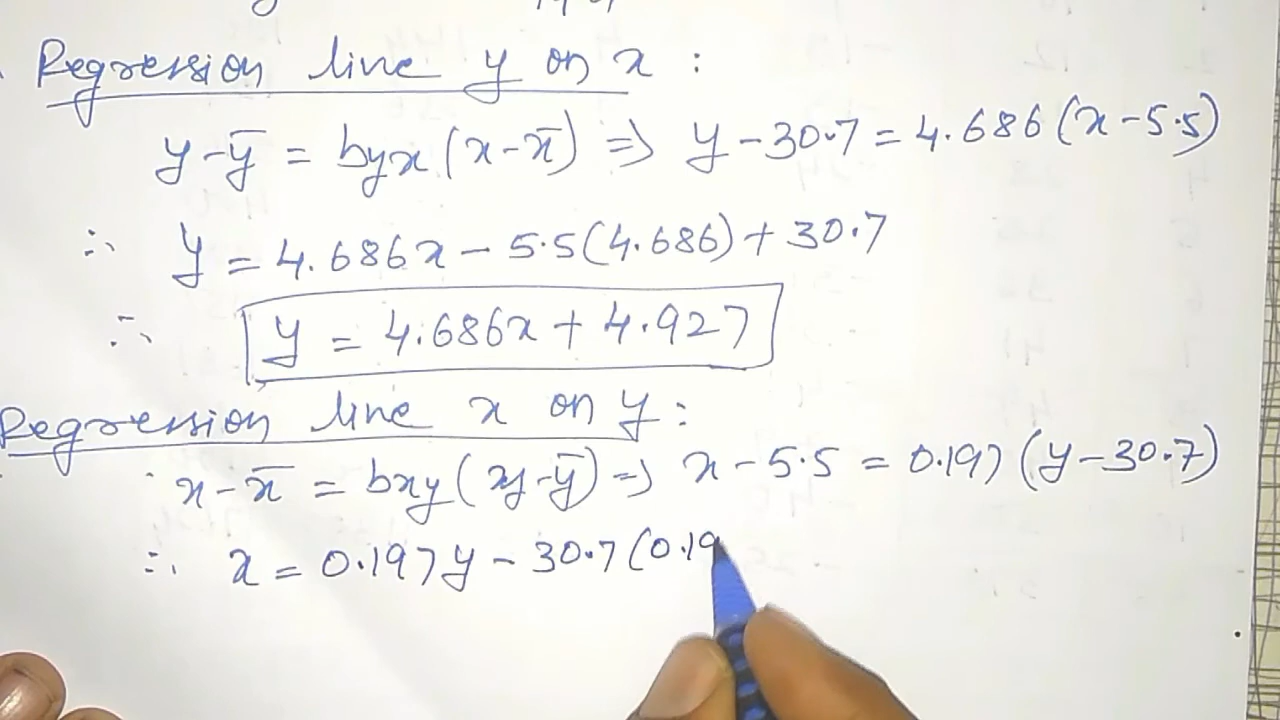 Regression line y on x :
y - ȳ = byx (x - x̄) ⇒ y - 30.7 = 4.686 (x - 5.5)
∴ y = 4.686x - 5.5(4.686) + 30.7
∴ y = 4.686x + 4.927
Regression line x on y :
x - x̄ = bxy (y - ȳ) ⇒ x - 5.5 = 0.197 (y - 30.7)
∴ x = 0.197y - 30.7 (0.19